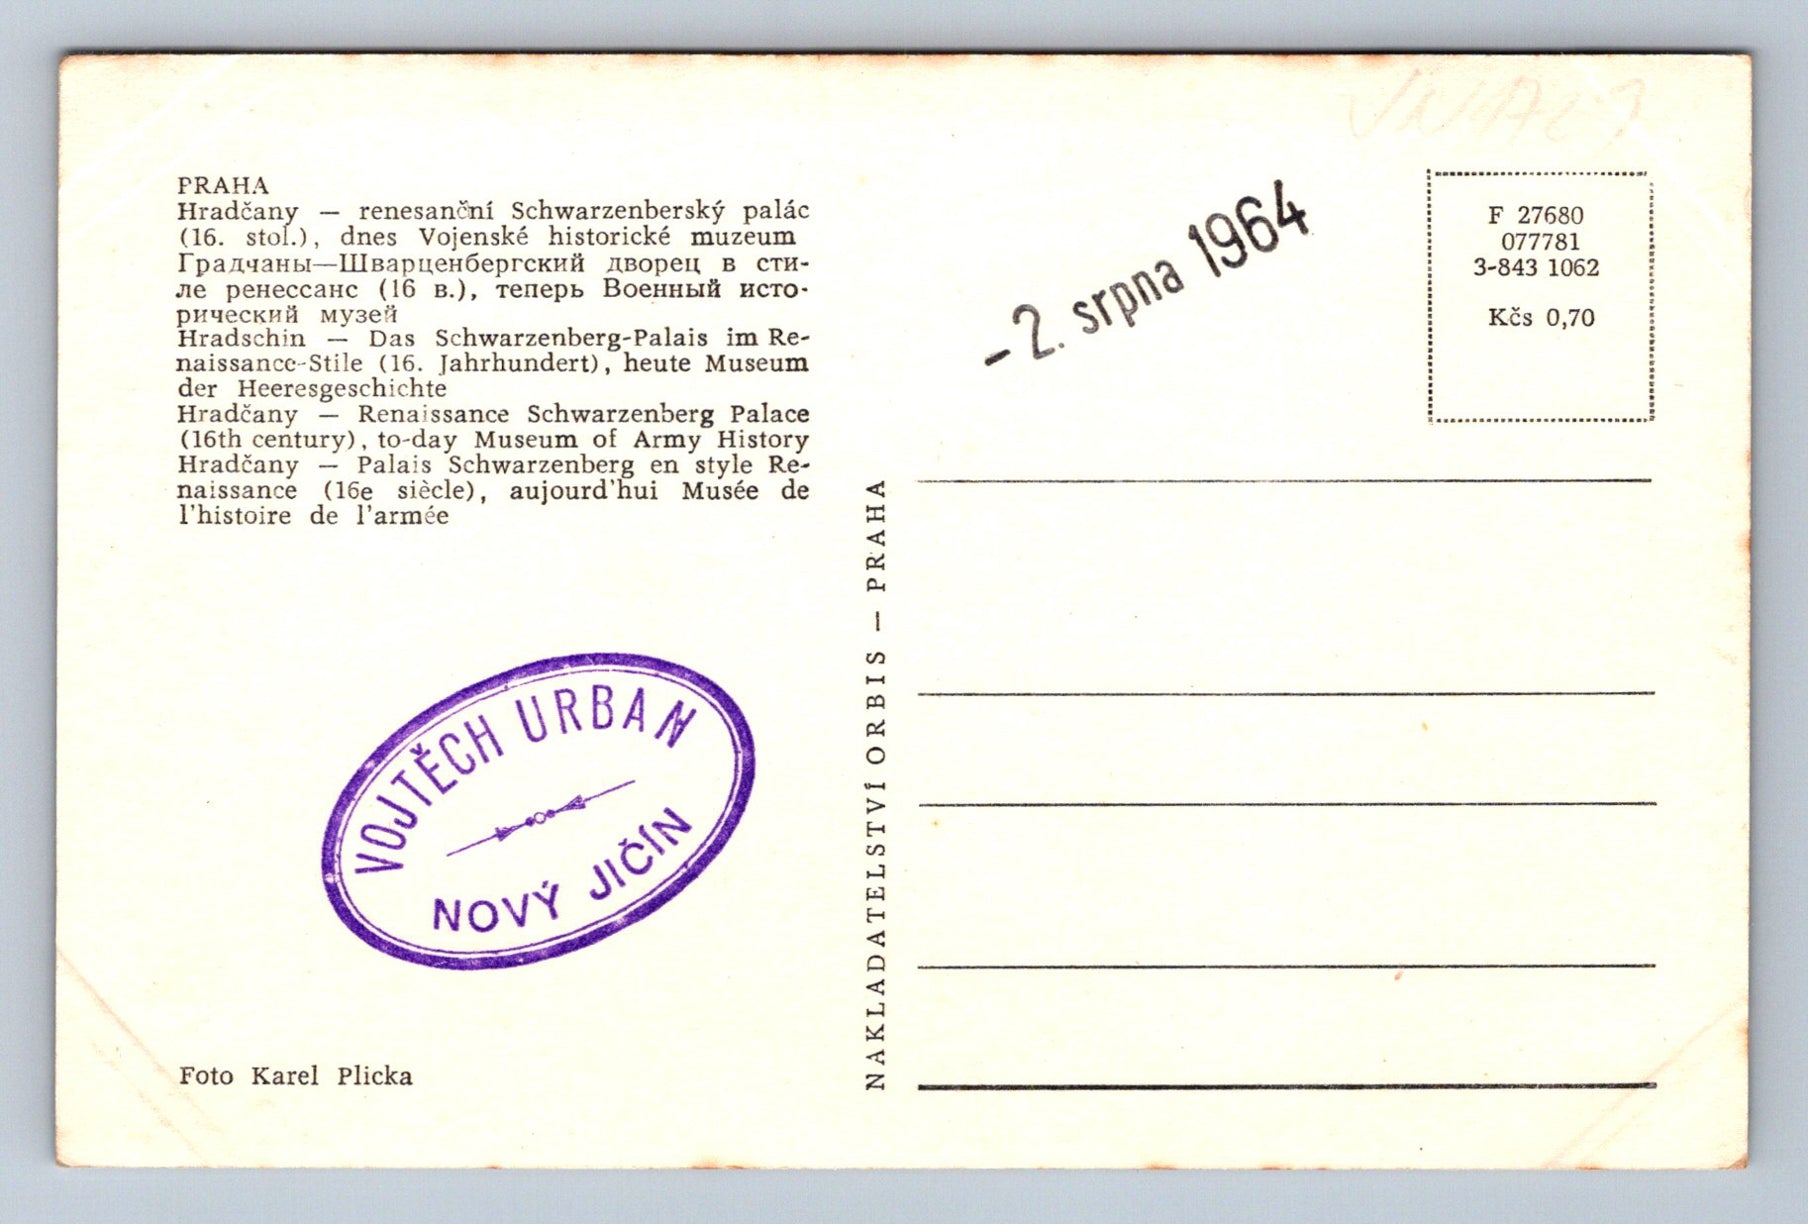 PRAHA
Hradčany — renesanční Schwarzenberský palác
(16. stol.), dnes Vojenské historické muzeum
Градчаны—Шварценбергский дворец в сти-
ле ренессанс (16 в.), теперь Военный исто-
рический музей
Hradschin — Das Schwarzenberg-Palais im Re-
naissance-Stile (16. Jahrhundert), heute Museum
der Heeresgeschichte
Hradčany — Renaissance Schwarzenberg Palace
(16th century), to-day Museum of Army History
Hradčany — Palais Schwarzenberg en style Re-
naissance (16e siècle), aujourd'hui Musée de
l'histoire de l'armée
VOJTĚCH URBAN
NOVÝ JIČÍN
Foto Karel Plicka
NAKLADATELSTVÍ ORBIS — PRAHA
-2. srpna 1964
F 27680
077781
3-843 1062
Kčs 0,70